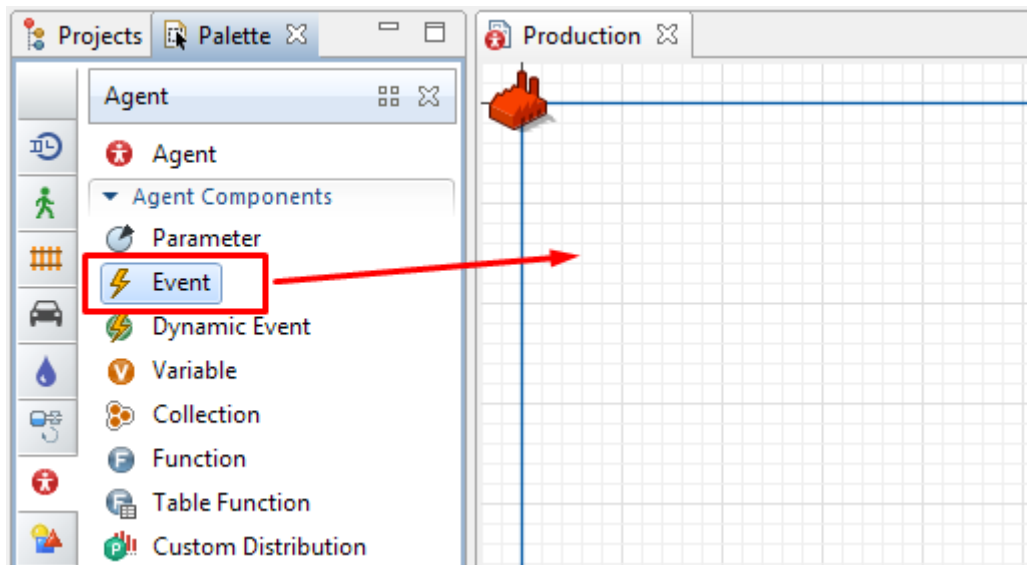 Projects Palette Production
Agent
Agent
Agent Components
Parameter
Event
Dynamic Event
Variable
Collection
Function
Table Function
Custom Distribution